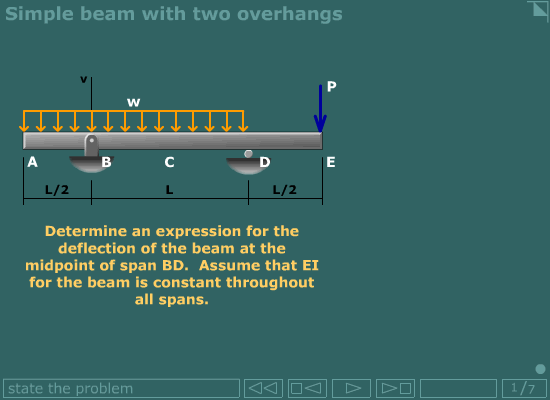 Simple beam with two overhangs
v
P
w
A
B
C
D
E
L/2
L
L/2
Determine an expression for the
deflection of the beam at the
midpoint of span BD. Assume that EI
for the beam is constant throughout
all spans.
state the problem
1/7